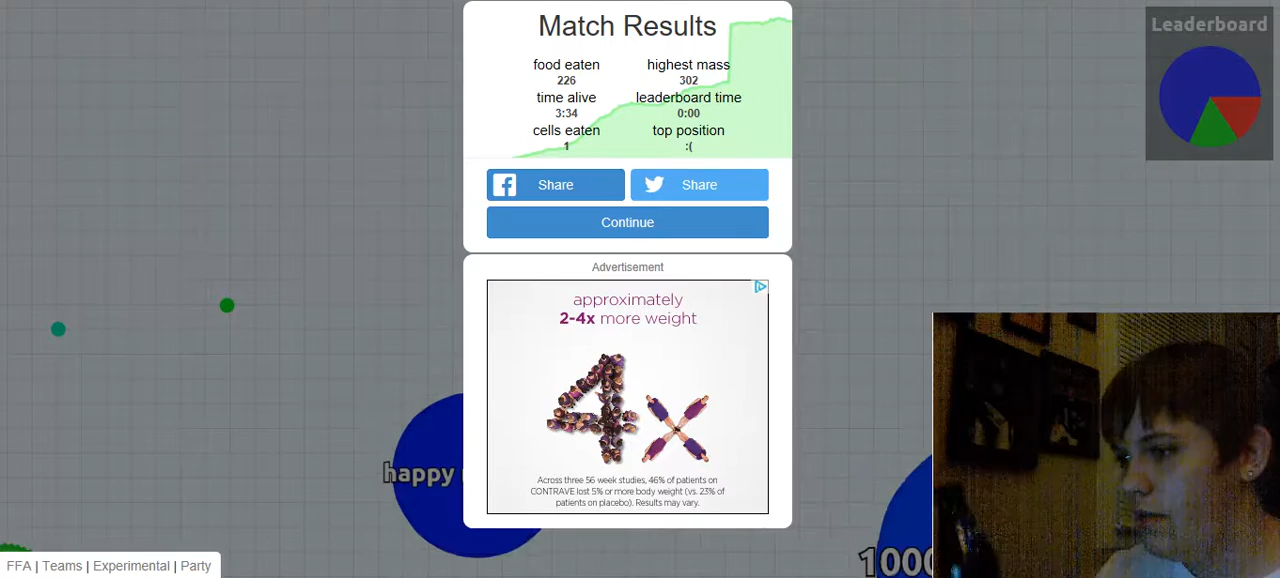 Match Results
food eaten
226
highest mass
302
time alive
3:34
leaderboard time
0:00
cells eaten
1
top position
:(
Share
Share
Continue
Advertisement
approximately
2-4x more weight
4x
Across three 56 week studies, 46% of patients on
CONTRAVE lost 5% or more body weight (vs. 23% of
patients on placebo). Results may vary.
Leaderboard
happy
1000
FFA | Teams | Experimental | Party